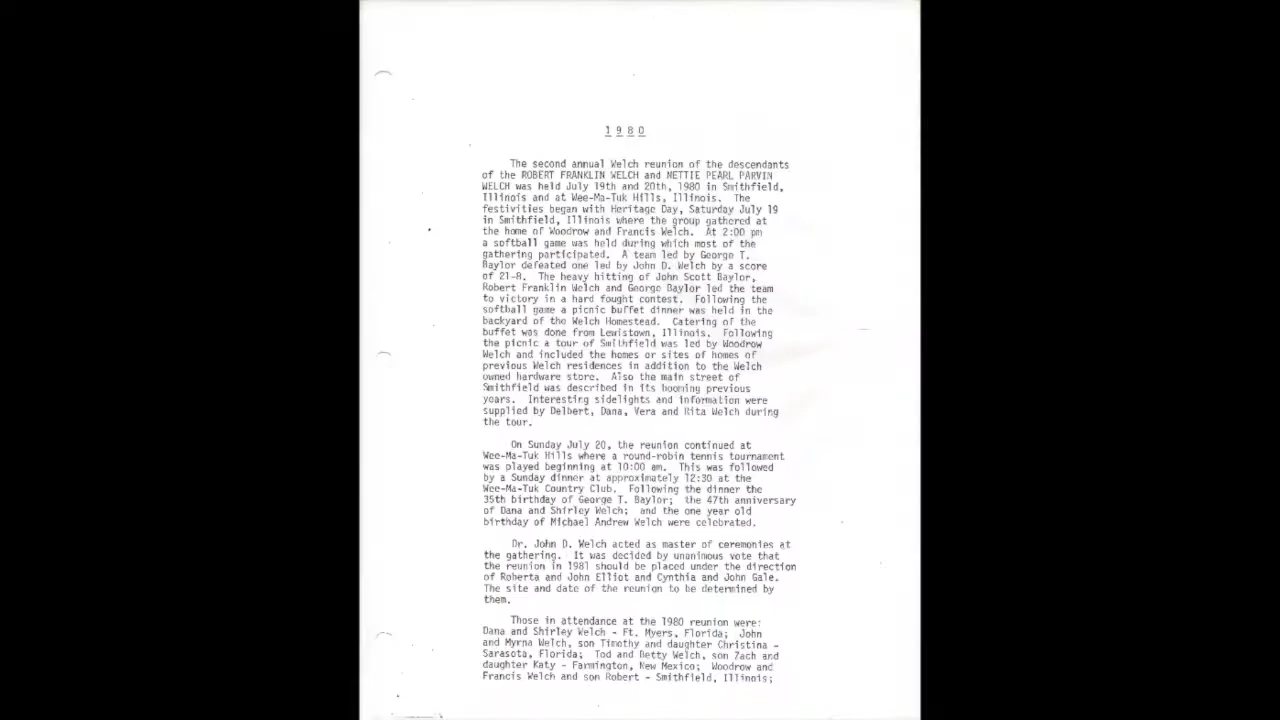 1980
The second annual Welch reunion of the descendants
of the ROBERT FRANKLIN WELCH and NETTIE PEARL PARVIN
WELCH was held July 19th and 20th, 1980 in Smithfield,
Illinois and at Wee-Ma-Tuk Hills, Illinois. The
festivities began with Heritage Day, Saturday July 19
in Smithfield, Illinois where the group gathered at
the home of Woodrow and Francis Welch. At 2:00 pm
a softball game was held during which most of the
gathering participated. A team led by George T.
Baylor defeated one led by John D. Welch by a score
of 21-8. The heavy hitting of John Scott Baylor,
Robert Franklin Welch and George Baylor led the team
to victory in a hard fought contest. Following the
softball game a picnic buffet dinner was held in the
backyard of the Welch Homestead. Catering of the
buffet was done from Lewistown, Illinois. Following
the picnic a tour of Smithfield was led by Woodrow
Welch and included the homes or sites of homes of
previous Welch residences in addition to the Welch
owned hardware store. Also the main street of
Smithfield was described in its booming previous
years. Interesting sidelights and information were
supplied by Delbert, Dana, Vera and Rita Welch during
the tour.
On Sunday July 20, the reunion continued at
Wee-Ma-Tuk Hills where a round-robin tennis tournament
was played beginning at 10:00 am. This was followed
by a Sunday dinner at approximately 12:30 at the
Wee-Ma-Tuk Country Club. Following the dinner the
35th birthday of George T. Baylor; the 47th anniversary
of Dana and Shirley Welch; and the one year old
birthday of Michael Andrew Welch were celebrated.
Dr. John D. Welch acted as master of ceremonies at
the gathering. It was decided by unanimous vote that
the reunion in 1981 should be placed under the direction
of Roberta and John Elliot and Cynthia and John Gale.
The site and date of the reunion to be determined by
them.
Those in attendance at the 1980 reunion were:
Dana and Shirley Welch - Ft. Myers, Florida; John
and Myrna Welch, son Timothy and daughter Christina -
Sarasota, Florida; Tod and Betty Welch, son Zach and
daughter Katy - Farmington, New Mexico; Woodrow and
Francis Welch and son Robert - Smithfield, Illinois;